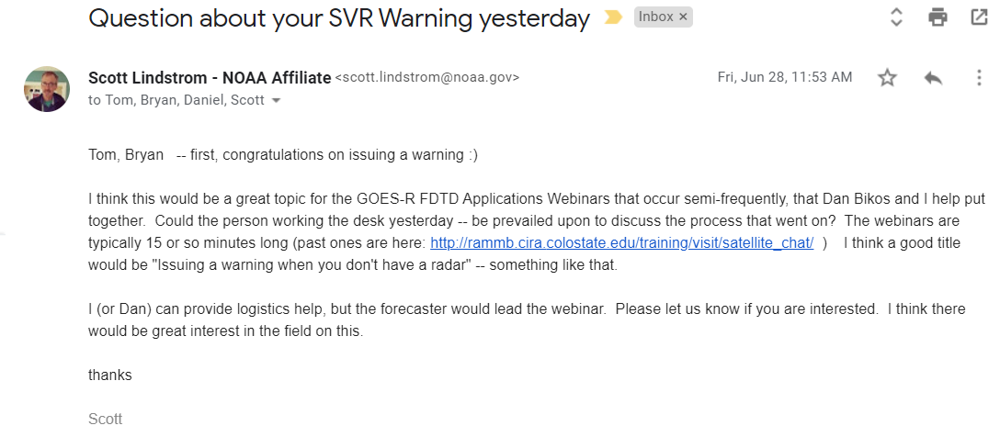 Question about your SVR Warning yesterday
Inbox ×
Scott Lindstrom - NOAA Affiliate <scott.lindstrom@noaa.gov>
Fri, Jun 28, 11:53 AM
to Tom, Bryan, Daniel, Scott
Tom, Bryan   -- first, congratulations on issuing a warning :)
I think this would be a great topic for the GOES-R FDTD Applications Webinars that occur semi-frequently, that Dan Bikos and I help put
together.  Could the person working the desk yesterday -- be prevailed upon to discuss the process that went on?  The webinars are
typically 15 or so minutes long (past ones are here: http://rammb.cira.colostate.edu/training/visit/satellite_chat/  )    I think a good title
would be "Issuing a warning when you don't have a radar" -- something like that.
I (or Dan) can provide logistics help, but the forecaster would lead the webinar.  Please let us know if you are interested.  I think there
would be great interest in the field on this.
thanks
Scott